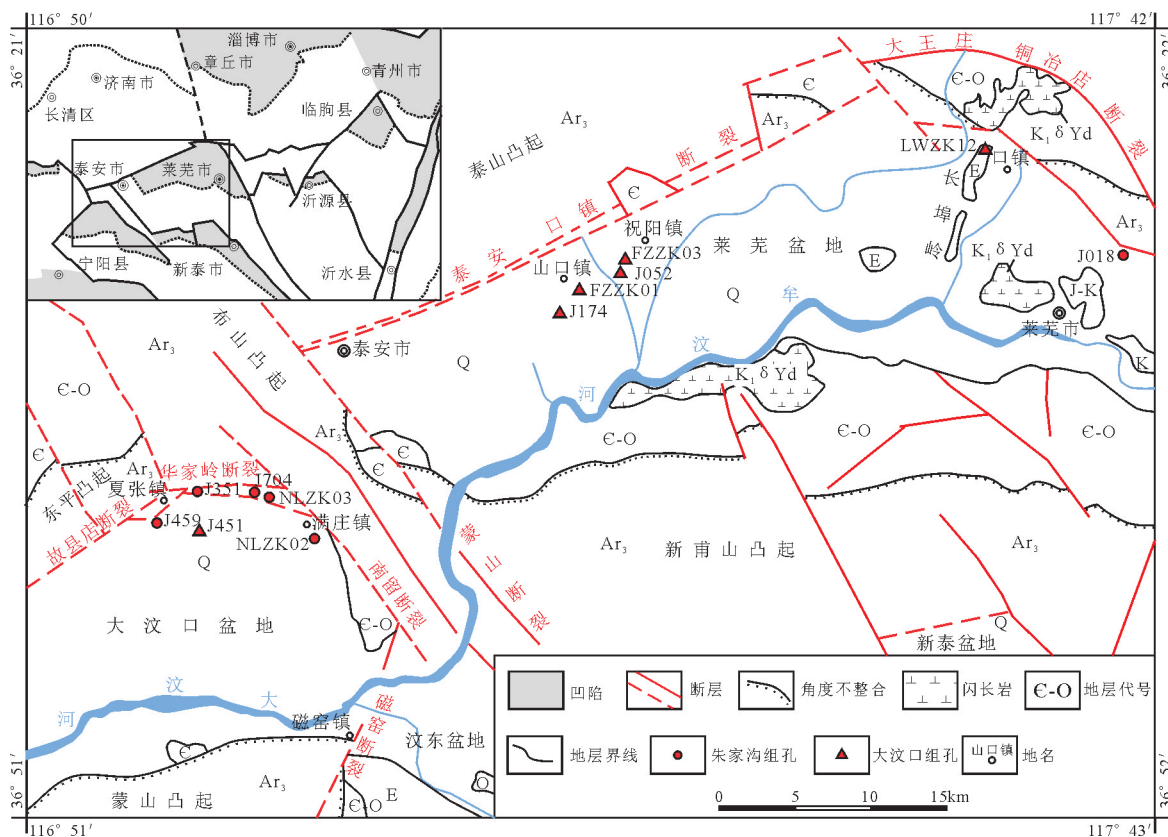 116° 50′
117° 42′
36° 21′
36° 22′
淄博市
章丘市
济南市
青州市
长清区
临朐县
泰安市
莱芜市
沂源县
宁阳县
新泰市
沂水县
大王庄
铜冶店
断裂
Є
Є-O
Ar₃
Ar₃
泰山凸起
K₁δYd
LWZK12
口镇
E
长埠岭
Є
祝阳镇
FZZK03
山口镇
J052
FZZK01
J174
泰安
口镇
断裂
莱芜盆地
E
Q
Ar₃
J018
K₁δYd
J-K
莱芜市
K
牟
汶
河
K₁δYd
Ar₃
布山凸起
泰安市
Q
Є-O
Є
Ar₃
Є
Є
Є-O
Є-O
Є-O
东平凸起
Ar₃
华家岭断裂
夏张镇
J351
J704
NLZK03
故县店断裂
J459
J451
满庄镇
NLZK02
Q
南留断裂
蒙山断裂
Ar₃
新甫山凸起
Ar₃
大汶口盆地
Є-O
Q
新泰盆地
河
汶
大
磁窑镇
磁窑断裂
汶东盆地
Є
Ar₃
蒙山凸起
Ar₃
Є-O
E
O
凹陷
断层
角度不整合
闪长岩
Є-O
地层代号
地层界线
朱家沟组孔
大汶口组孔
山口镇
地名
0
5
10
15km
36° 51′
36° 52′
116° 51′
117° 43′